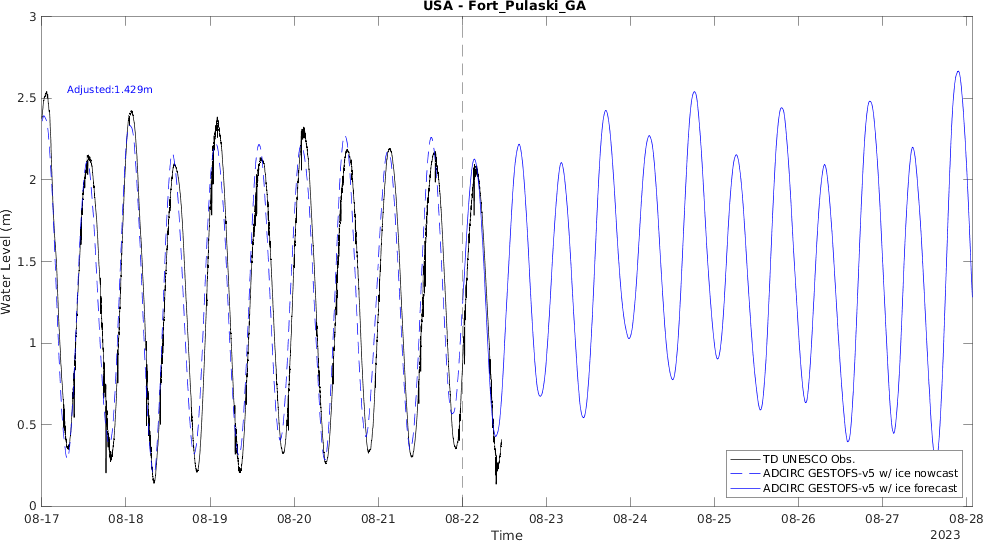 USA - Fort_Pulaski_GA
3
2.5
2
1.5
1
0.5
0
Water Level (m)
Adjusted:1.429m
TD UNESCO Obs.
ADCIRC GESTOFS-v5 w/ ice nowcast
ADCIRC GESTOFS-v5 w/ ice forecast
08-17 08-18 08-19 08-20 08-21 08-22 08-23 08-24 08-25 08-26 08-27 08-28
Time
2023